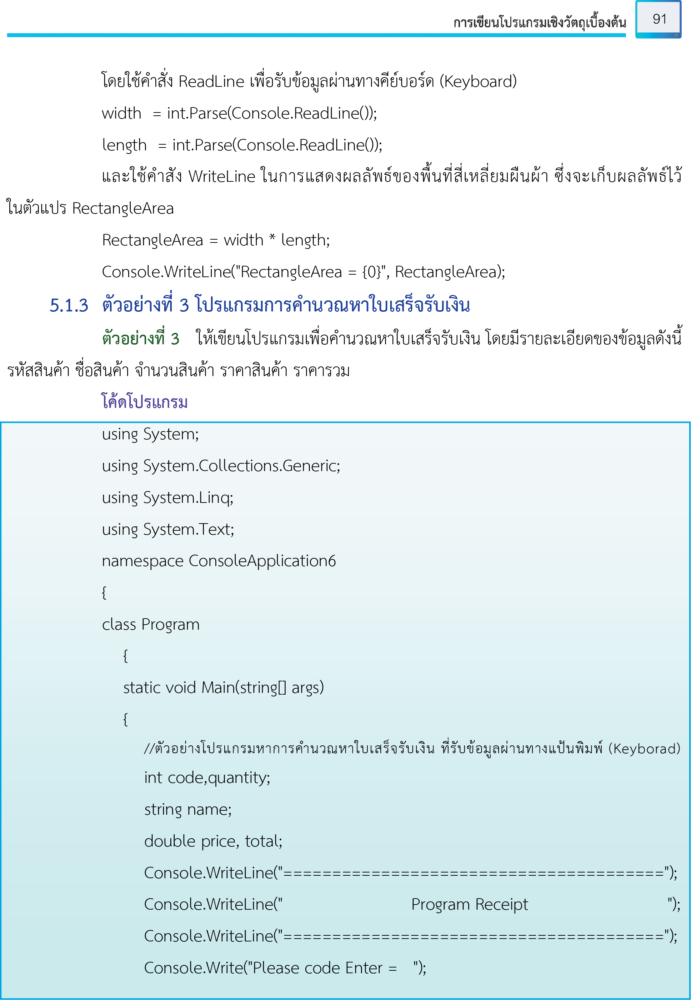 การเขียนโปรแกรมเชิงวัตถุเบื้องต้น 91
โดยใช้คำสั่ง ReadLine เพื่อรับข้อมูลผ่านทางคีย์บอร์ด (Keyboard)
width  = int.Parse(Console.ReadLine());
length  = int.Parse(Console.ReadLine());
และใช้คำสัง WriteLine ในการแสดงผลลัพธ์ของพื้นที่สี่เหลี่ยมผืนผ้า ซึ่งจะเก็บผลลัพธ์ไว้
ในตัวแปร RectangleArea
RectangleArea = width * length;
Console.WriteLine("RectangleArea = {0}", RectangleArea);
5.1.3 ตัวอย่างที่ 3 โปรแกรมการคำนวณหาใบเสร็จรับเงิน
ตัวอย่างที่ 3 ให้เขียนโปรแกรมเพื่อคำนวณหาใบเสร็จรับเงิน โดยมีรายละเอียดของข้อมูลดังนี้
รหัสสินค้า ชื่อสินค้า จำนวนสินค้า ราคาสินค้า ราคารวม
โค้ดโปรแกรม
using System;
using System.Collections.Generic;
using System.Linq;
using System.Text;
namespace ConsoleApplication6
{
class Program
{
static void Main(string[] args)
{
//ตัวอย่างโปรแกรมหาการคำนวณหาใบเสร็จรับเงิน ที่รับข้อมูลผ่านทางแป้นพิมพ์ (Keyborad)
int code,quantity;
string name;
double price, total;
Console.WriteLine("=======================================");
Console.WriteLine("                Program Receipt                ");
Console.WriteLine("=======================================");
Console.Write("Please code Enter =   ");